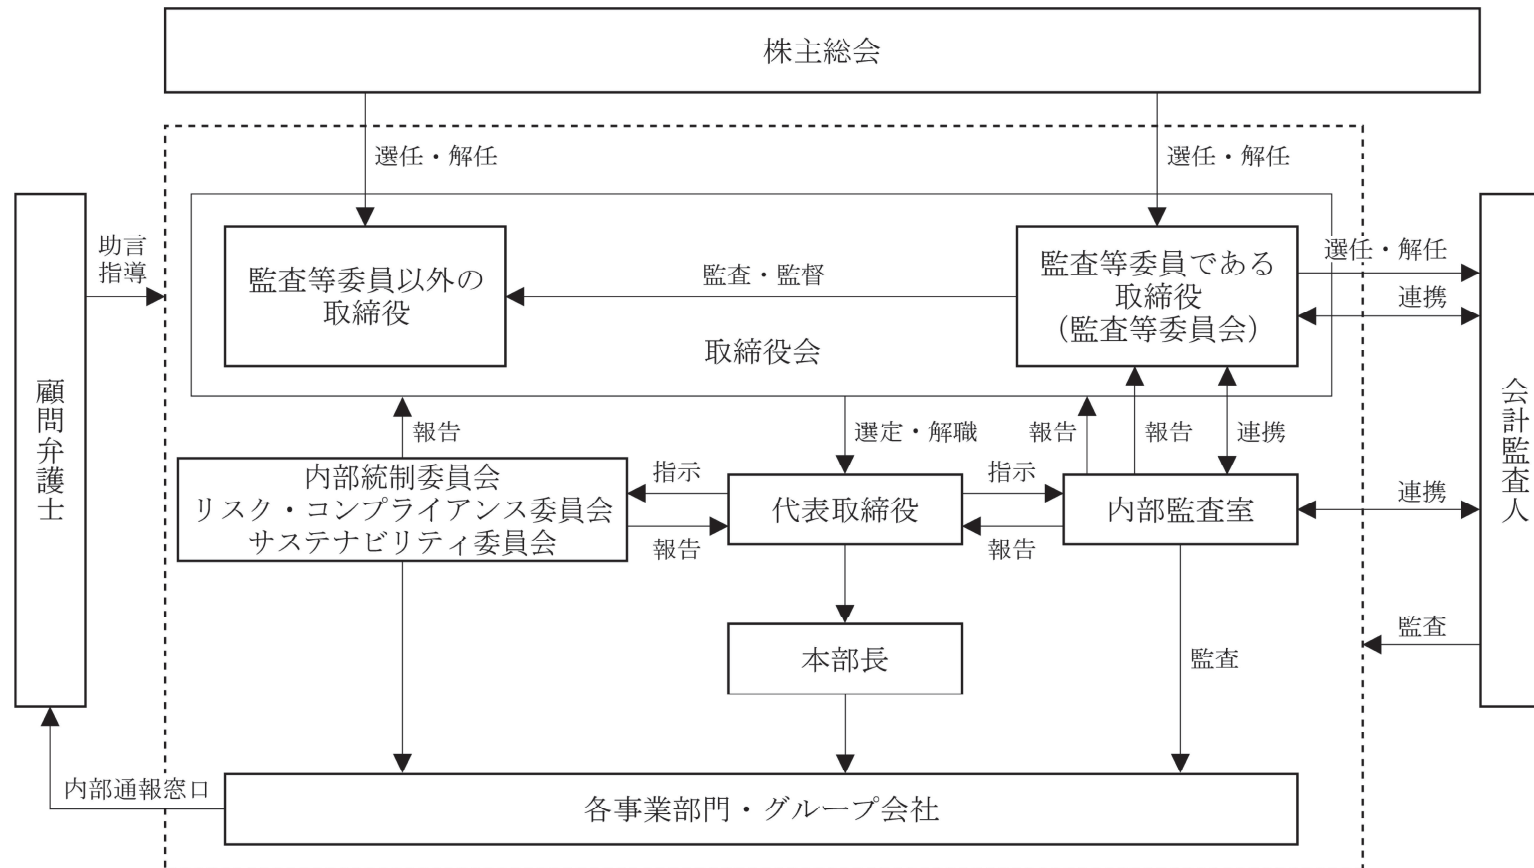 株主総会
選任・解任
選任・解任
助言
指導
監査等委員以外の
取締役
監査・監督
監査等委員である
取締役
（監査等委員会）
選任・解任
連携
取締役会
顧問弁護士
会計監査人
報告
選定・解職
報告
報告
連携
内部統制委員会
リスク・コンプライアンス委員会
サステナビリティ委員会
指示
報告
代表取締役
指示
報告
内部監査室
連携
本部長
監査
監査
内部通報窓口
各事業部門・グループ会社